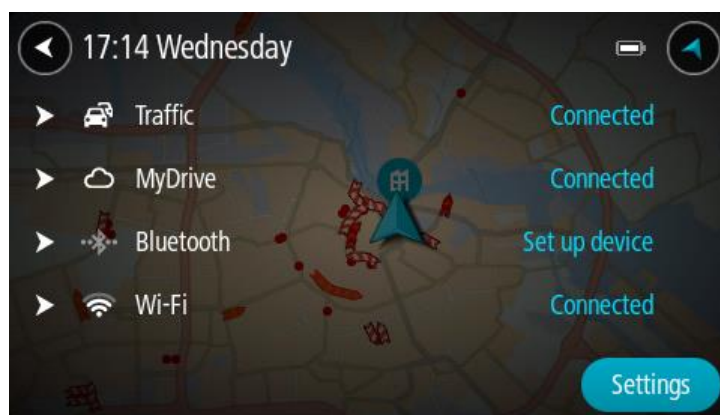 17:14 Wednesday
Traffic Connected
MyDrive Connected
Bluetooth Set up device
Wi-Fi Connected
Settings